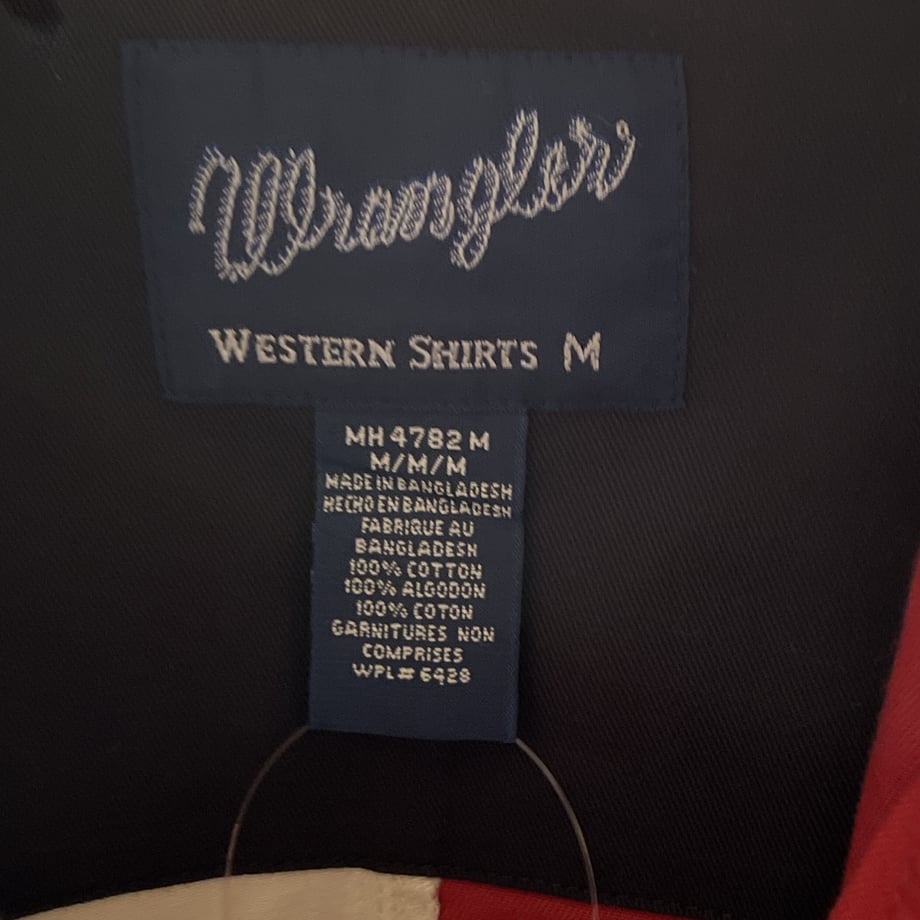 Wrangler
WESTERN SHIRTS M
MH 4782 M
M/M/M
MADE IN BANGLADESH
HECHO EN BANGLADESH
FABRIQUE AU
BANGLADESH
100% COTTON
100% ALGODON
100% COTON
GARNITURES NON
COMPRISES
WPL# 6428